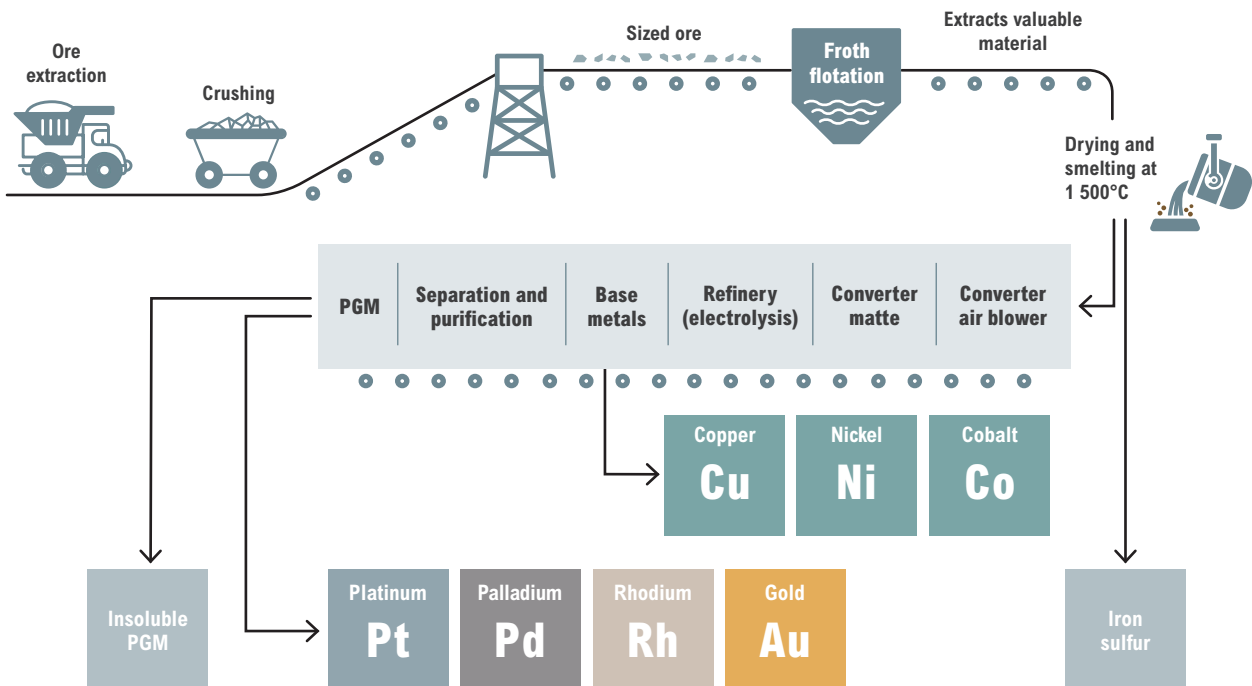 Ore
extraction
Crushing
Sized ore
Froth
flotation
Extracts valuable
material
Drying and
smelting at
1 500°C
PGM
Separation and
purification
Base
metals
Refinery
(electrolysis)
Converter
matte
Converter
air blower
Copper
Cu
Nickel
Ni
Cobalt
Co
Insoluble
PGM
Platinum
Pt
Palladium
Pd
Rhodium
Rh
Gold
Au
Iron
sulfur